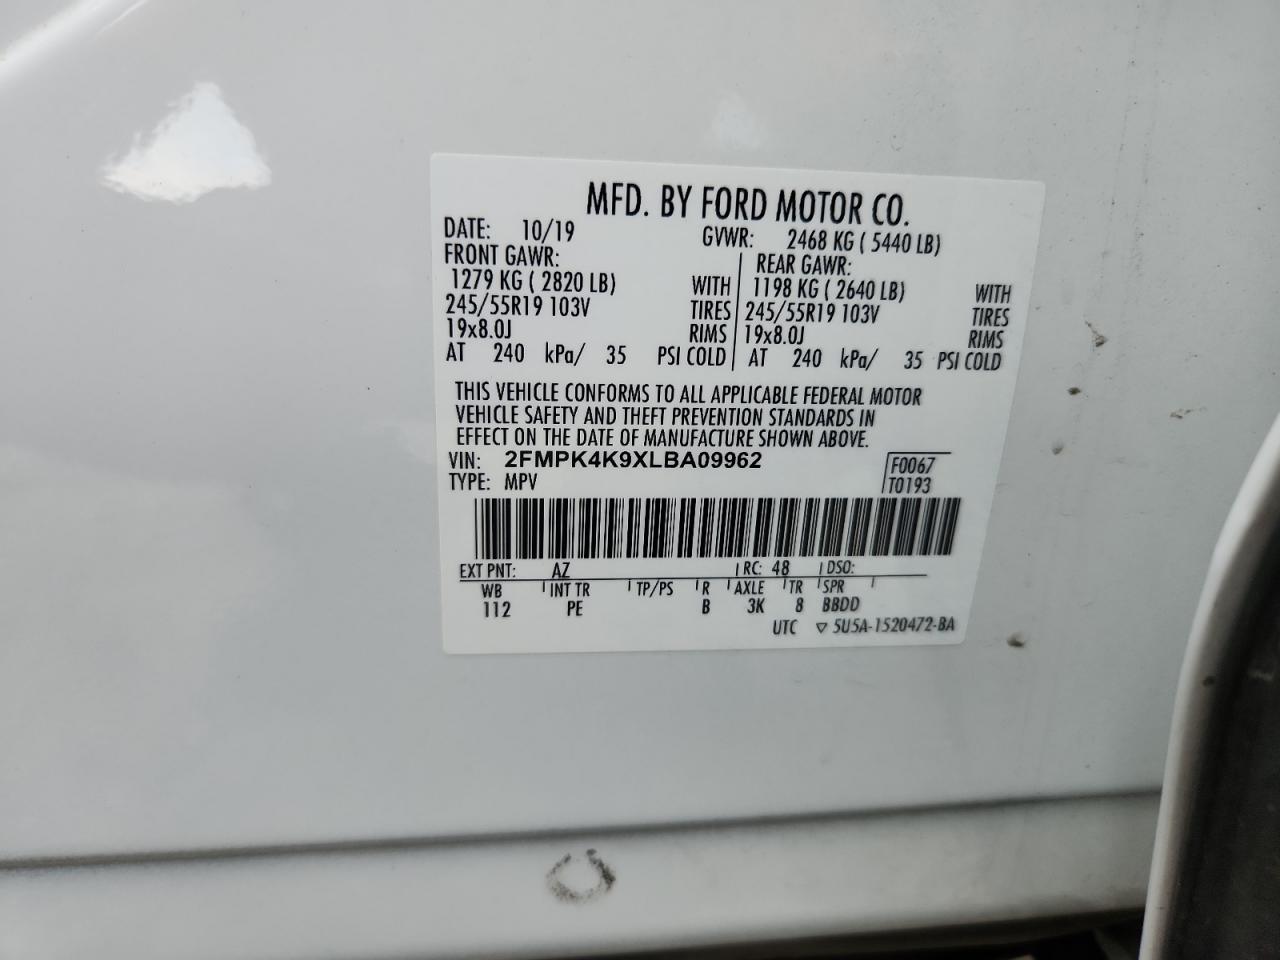 MFD. BY FORD MOTOR CO.
DATE: 10/19 GVWR: 2468 KG ( 5440 LB)
FRONT GAWR: REAR GAWR:
1279 KG ( 2820 LB) WITH 1198 KG ( 2640 LB) WITH
245/55R19 103V TIRES 245/55R19 103V TIRES
19x8.0J RIMS 19x8.0J RIMS
AT 240 kPa/ 35 PSI COLD AT 240 kPa/ 35 PSI COLD
THIS VEHICLE CONFORMS TO ALL APPLICABLE FEDERAL MOTOR
VEHICLE SAFETY AND THEFT PREVENTION STANDARDS IN
EFFECT ON THE DATE OF MANUFACTURE SHOWN ABOVE.
VIN: 2FMPK4K9XLBA09962 F0067
TYPE: MPV T0193
EXT PNT: AZ RC: 48 DSO:
WB INT TR TP/PS R AXLE TR SPR
112 PE B 3K 8 BBDD
UTC ▽ 5U5A-1520472-BA